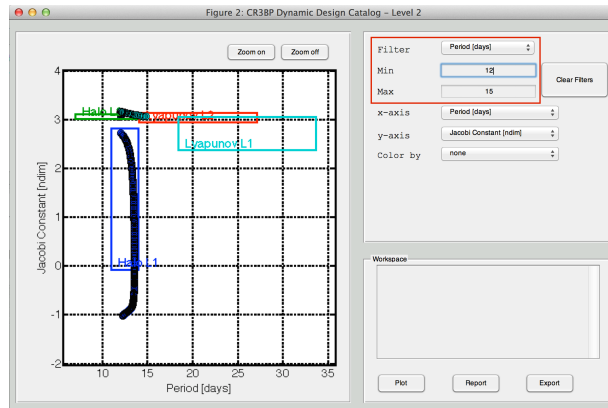 Figure 2: CR3BP Dynamic Design Catalog – Level 2
Zoom on
Zoom off
4
3
2
1
0
-1
-2
Jacobi Constant [ndim]
Halo L
Lyapunov L2
Lyapunov L1
Halo L1
10
15
20
25
30
35
Period [days]
Filter
Period [days]
Min
12
Max
15
Clear Filters
x-axis
Period [days]
y-axis
Jacobi Constant [ndim]
Color by
none
Workspace
Plot
Report
Export